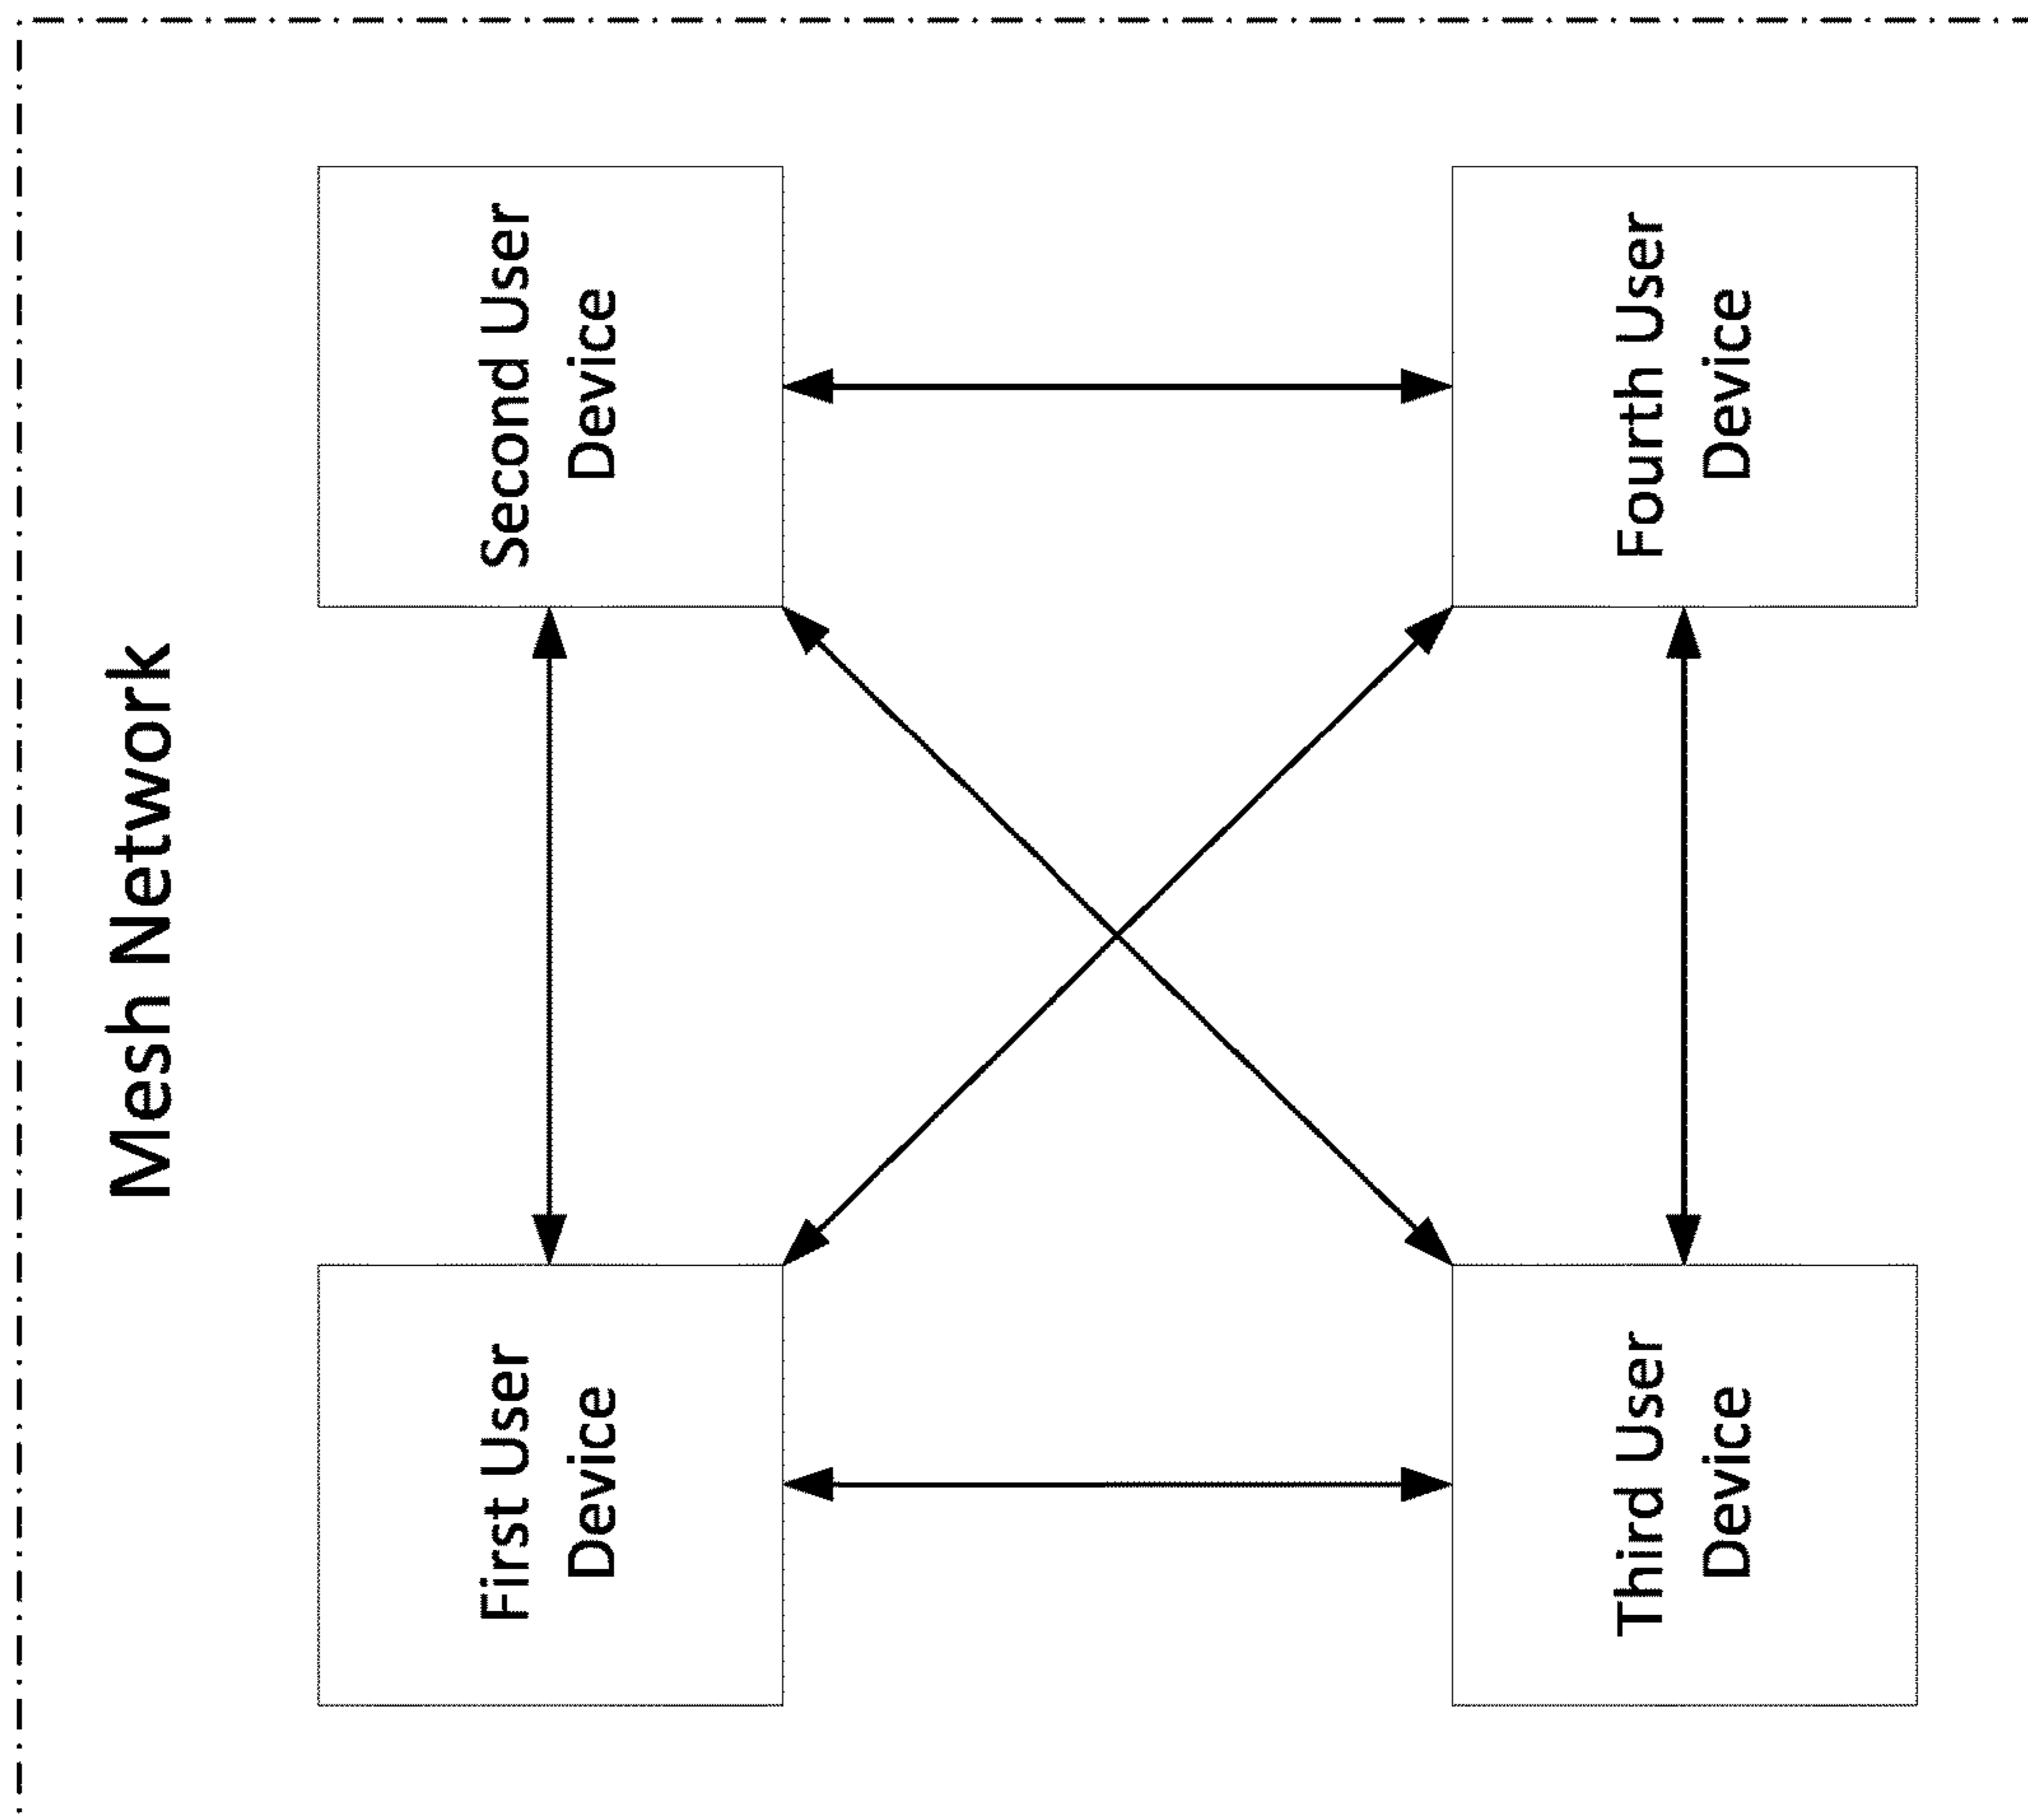 Mesh Network
First User
Device
Second User
Device
Third User
Device
Fourth User
Device